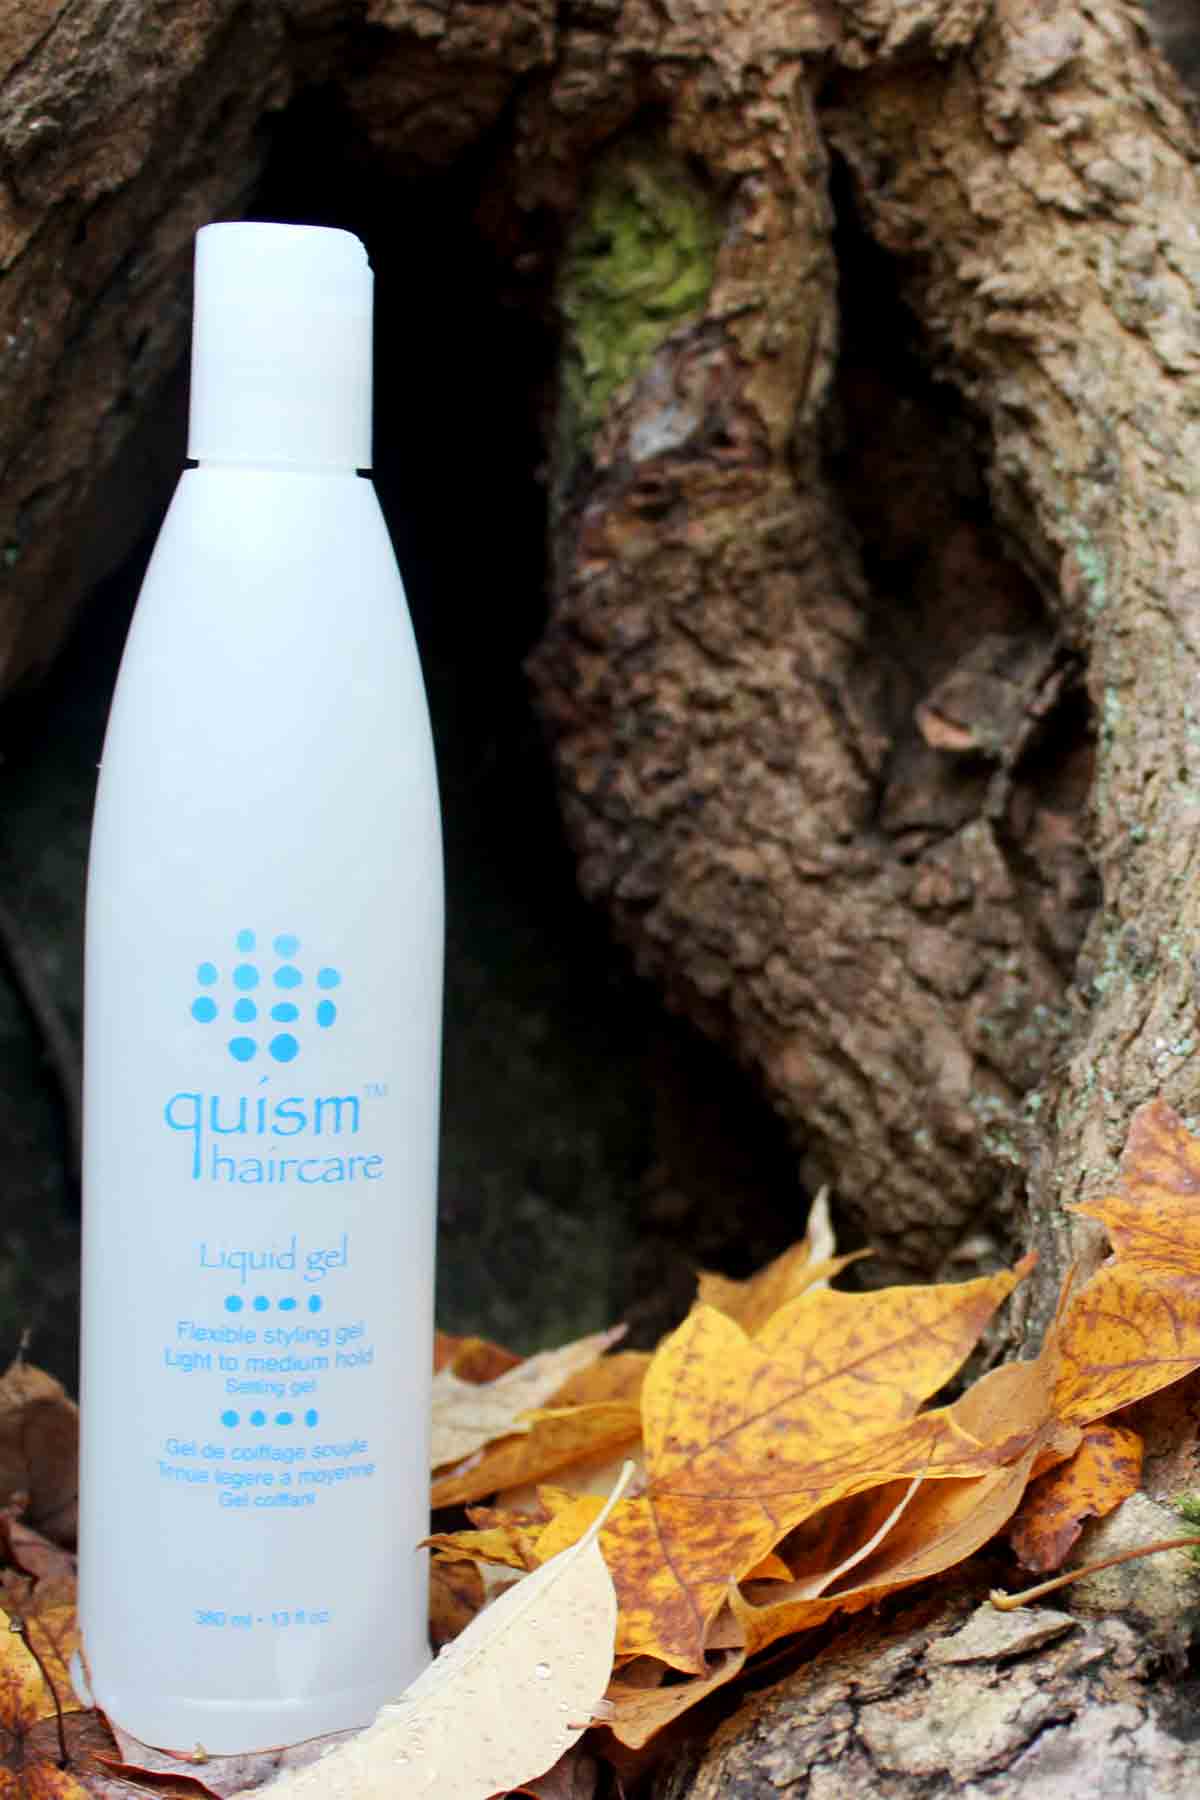 quism™
haircare
Liquid gel
Flexible styling gel
Light to medium hold
Setting gel
Gel de coiffage souple
Tenue légère à moyenne
Gel coiffant
380 ml • 13 fl oz